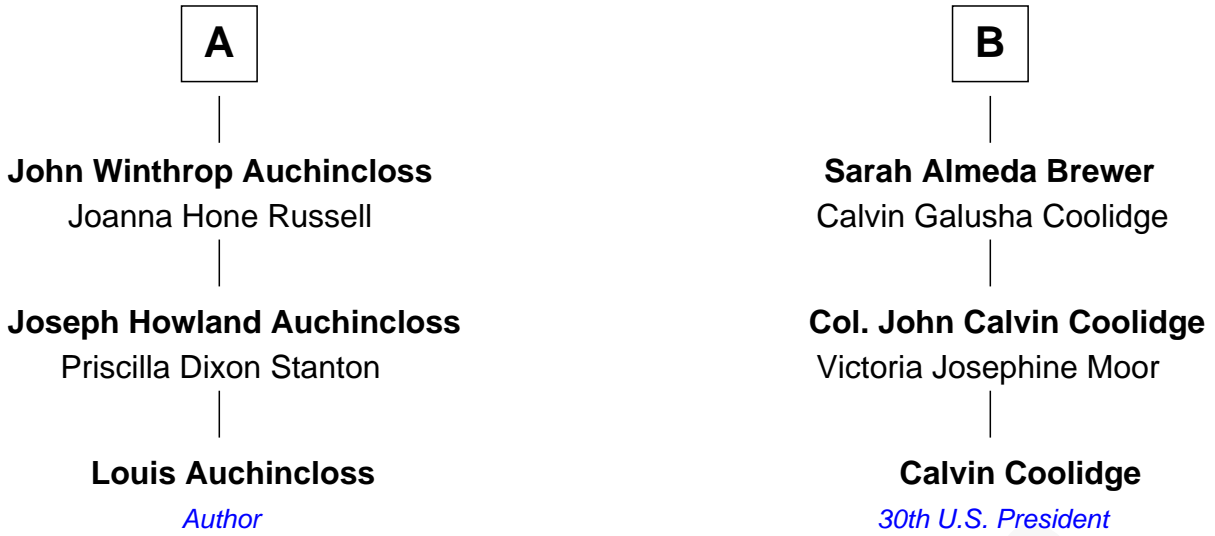 A
B
John Winthrop Auchincloss
Sarah Almeda Brewer
Joanna Hone Russell
Calvin Galusha Coolidge
Joseph Howland Auchincloss
Col. John Calvin Coolidge
Priscilla Dixon Stanton
Victoria Josephine Moor
Louis Auchincloss
Calvin Coolidge
Author
30th U.S. President